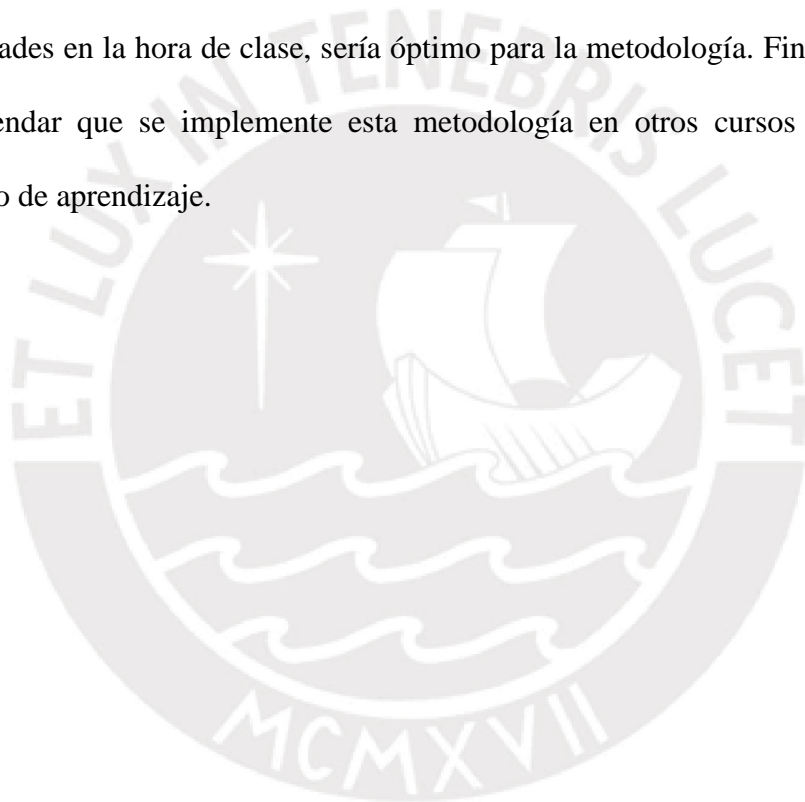 ades en la hora de clase, sería óptimo para la metodología. Fin
endar que se implemente esta metodología en otros cursos
o de aprendizaje.
ET LUX IN TENEBRIS LUCET
MCMXVII